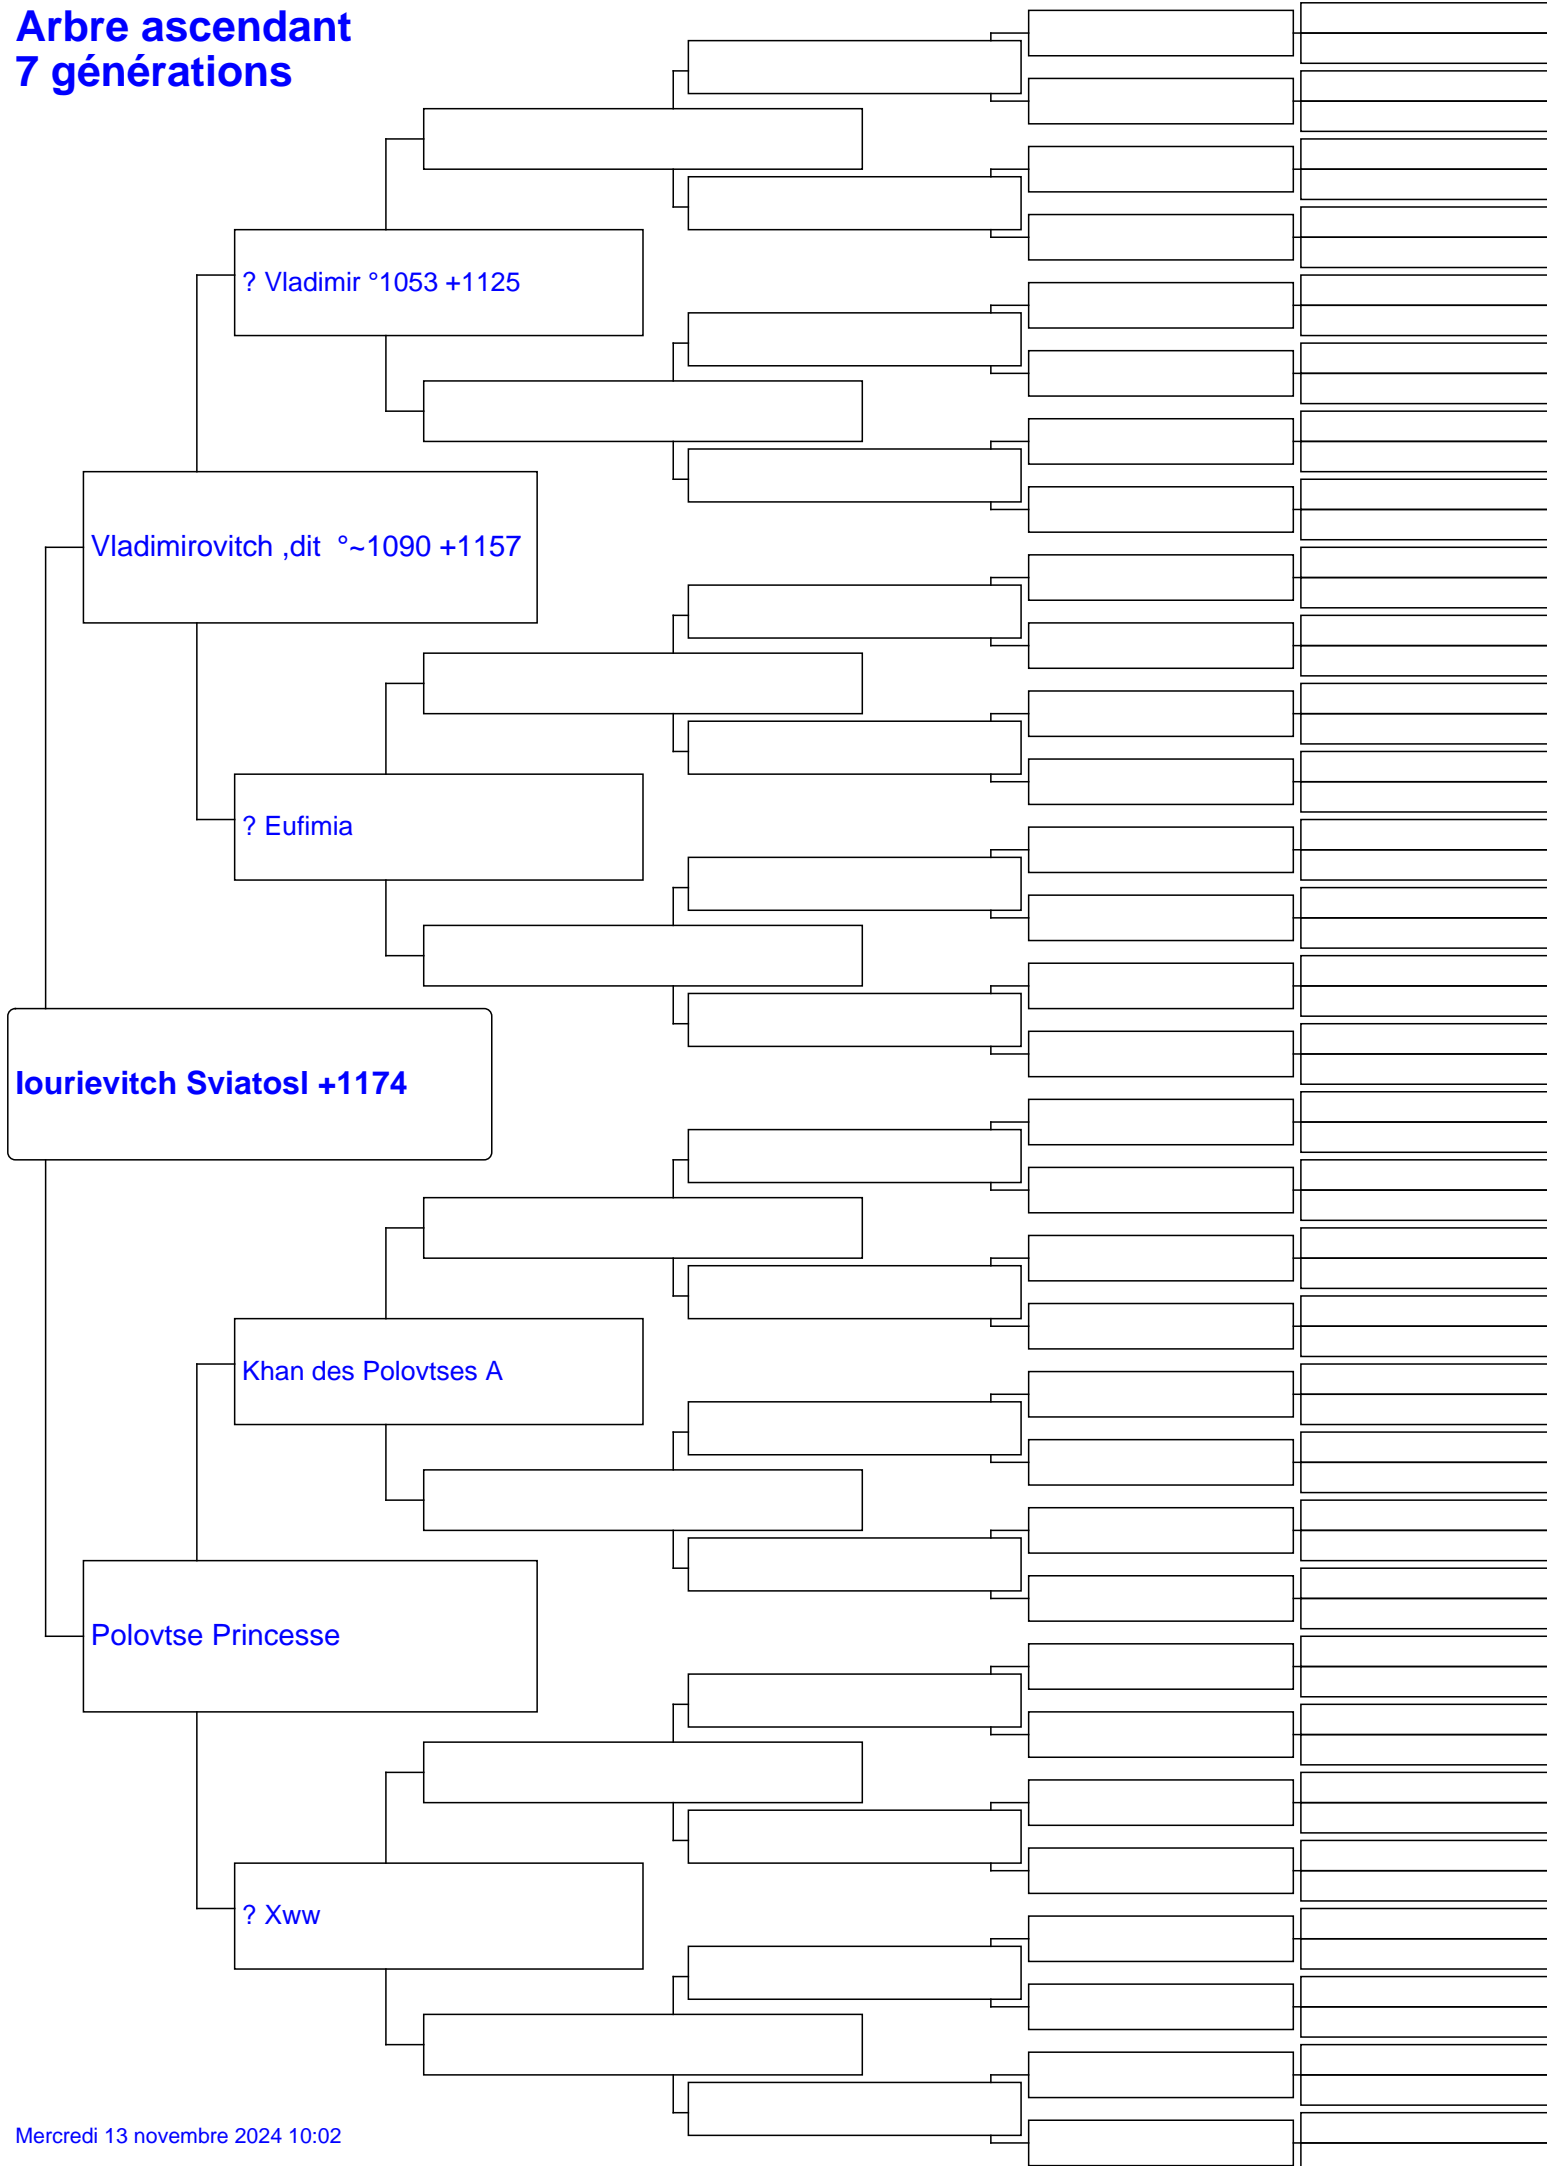 Arbre ascendant
7 générations
? Vladimir °1053 +1125
Vladimirovitch ,dit  °~1090 +1157
? Eufimia
Iourievitch Sviatosl +1174
Khan des Polovtses A
Polovtse Princesse
? Xww
Mercredi 13 novembre 2024 10:02